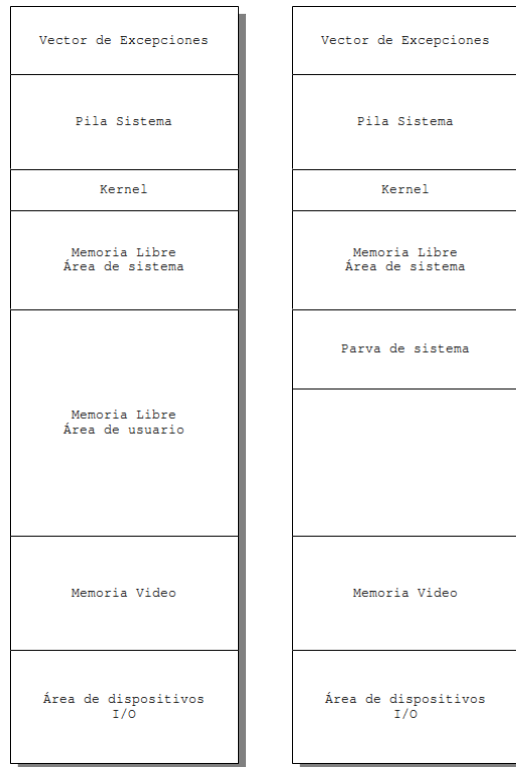 Vector de Excepciones
Pila Sistema
Kernel
Memoria Libre
Área de sistema
Memoria Libre
Área de usuario
Memoria Video
Área de dispositivos
I/O
Vector de Excepciones
Pila Sistema
Kernel
Memoria Libre
Área de sistema
Parva de sistema
Memoria Video
Área de dispositivos
I/O